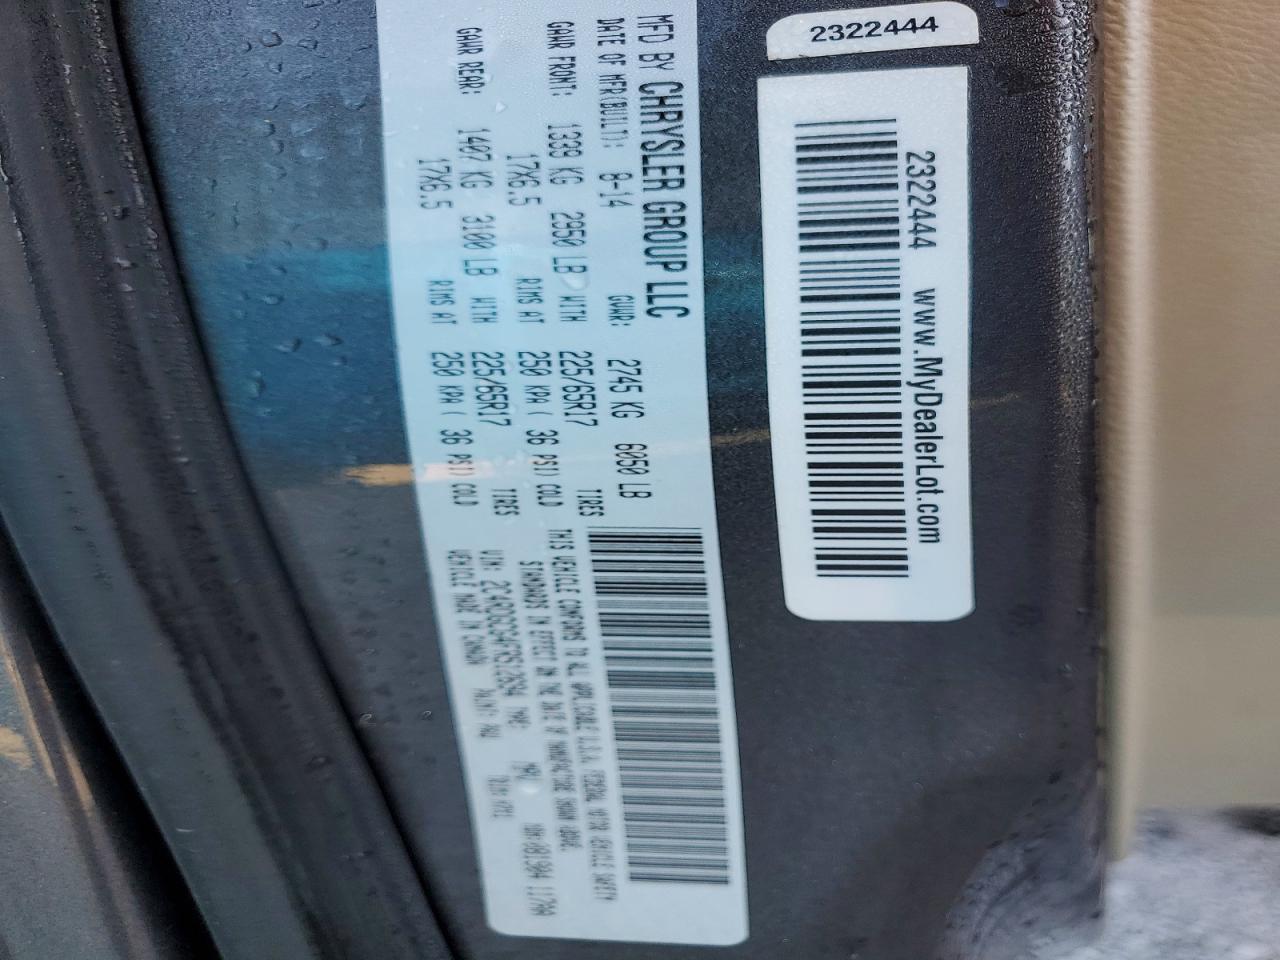 MFD BY CHRYSLER GROUP LLC
DATE OF MFR(BUILT): 8-14 GVWR: 2745 KG 6050 LB
GAWR FRONT: 1339 KG 2950 LB WITH 225/65R17 TIRES
17X6.5 RIMS AT 250 KPA( 36 PSI) COLD
GAWR REAR: 1407 KG 3100 LB WITH 225/65R17 TIRES
17X6.5 RIMS AT 250 KPA( 36 PSI) COLD
THIS VEHICLE CONFORMS TO ALL APPLICABLE U.S.A. FEDERAL MOTOR VEHICLE SAFETY
STANDARDS IN EFFECT ON THE DATE OF MANUFACTURE SHOWN ABOVE.
VIN: TYPE:
VEHICLE MADE IN CANADA PAINT:
2322444
2322444 www.MyDealerLot.com